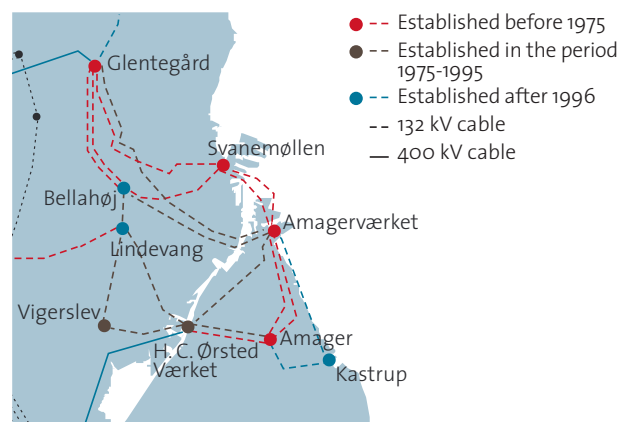 Established before 1975
Established in the period
1975-1995
Established after 1996
132 kV cable
400 kV cable
Glentegård
Svanemøllen
Bellahøj
Amagerværket
Lindevang
Vigerslev
H. C. Ørsted
Værket
Amager
Kastrup